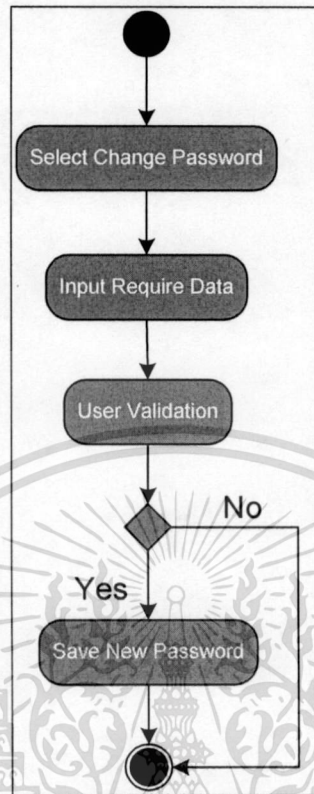 Select Change Password
Input Require Data
User Validation
No
Yes
Save New Password